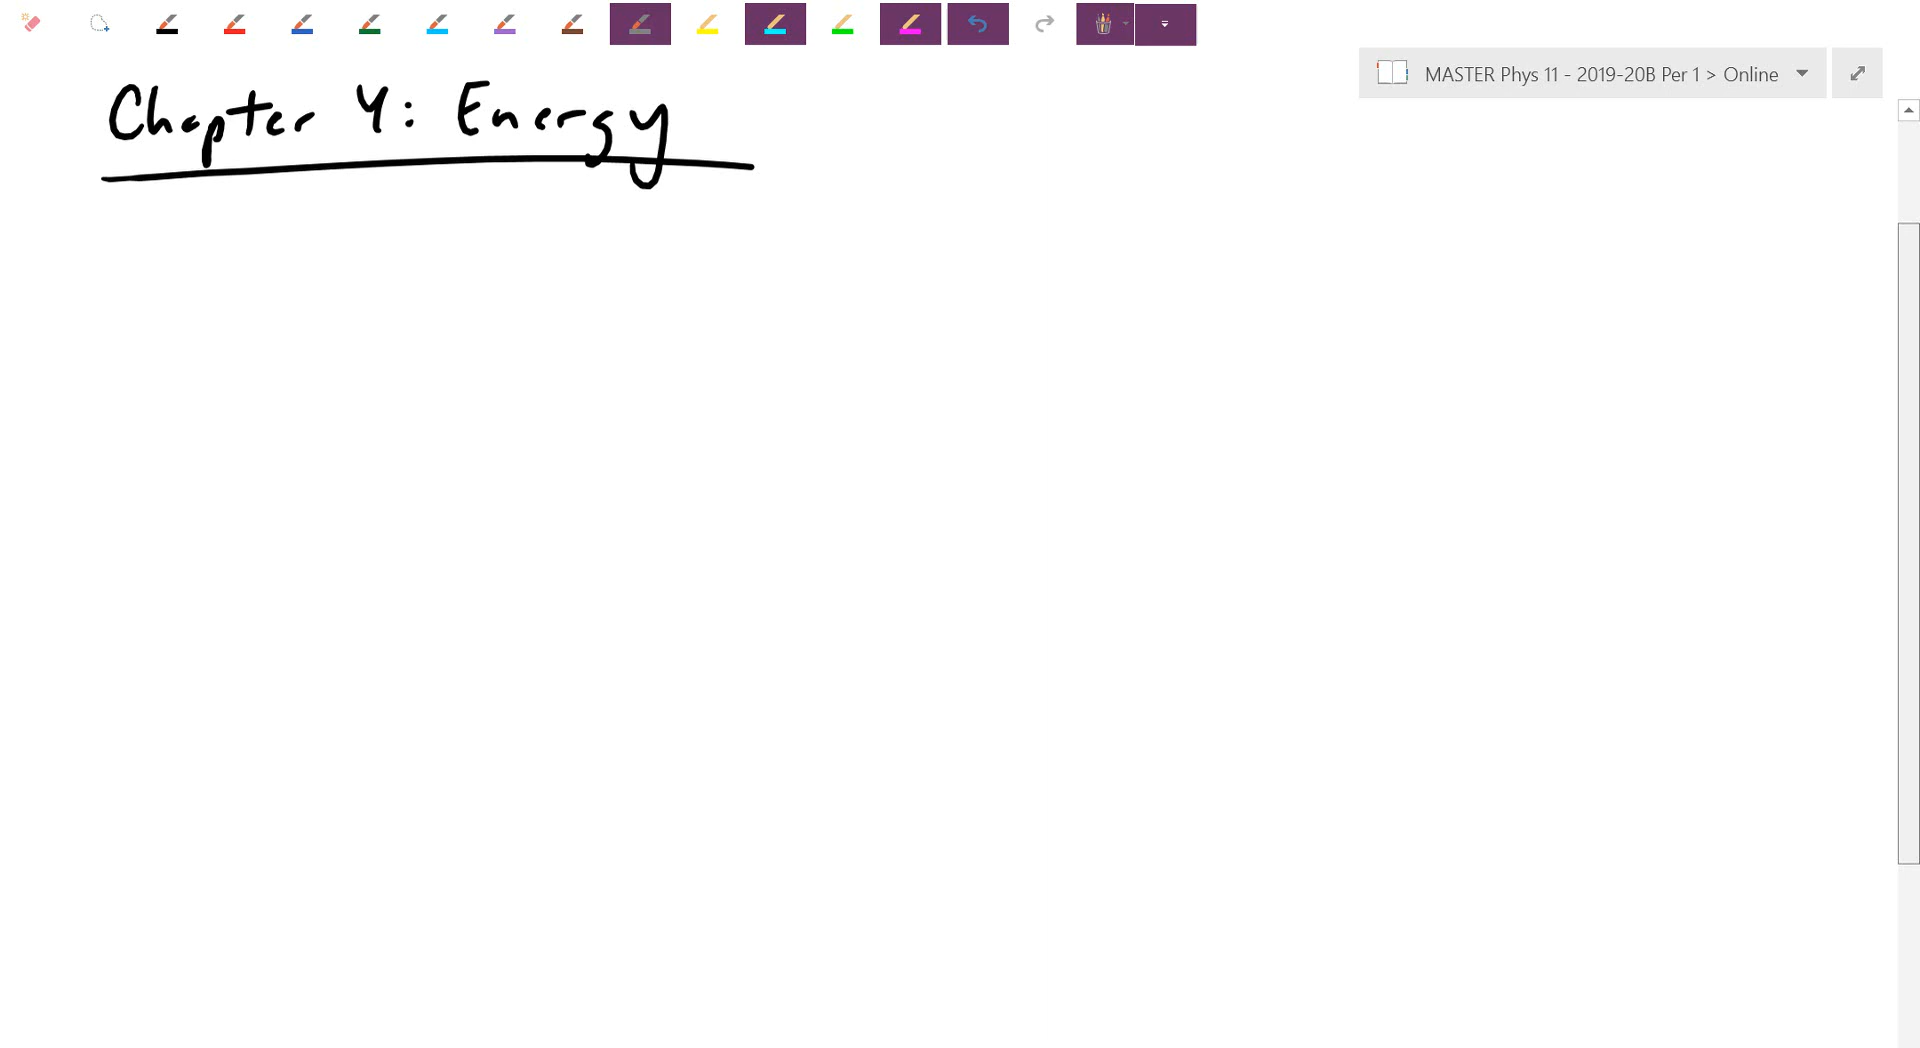 MASTER Phys 11 - 2019-20B Per 1 > Online
Chapter 4: Energy